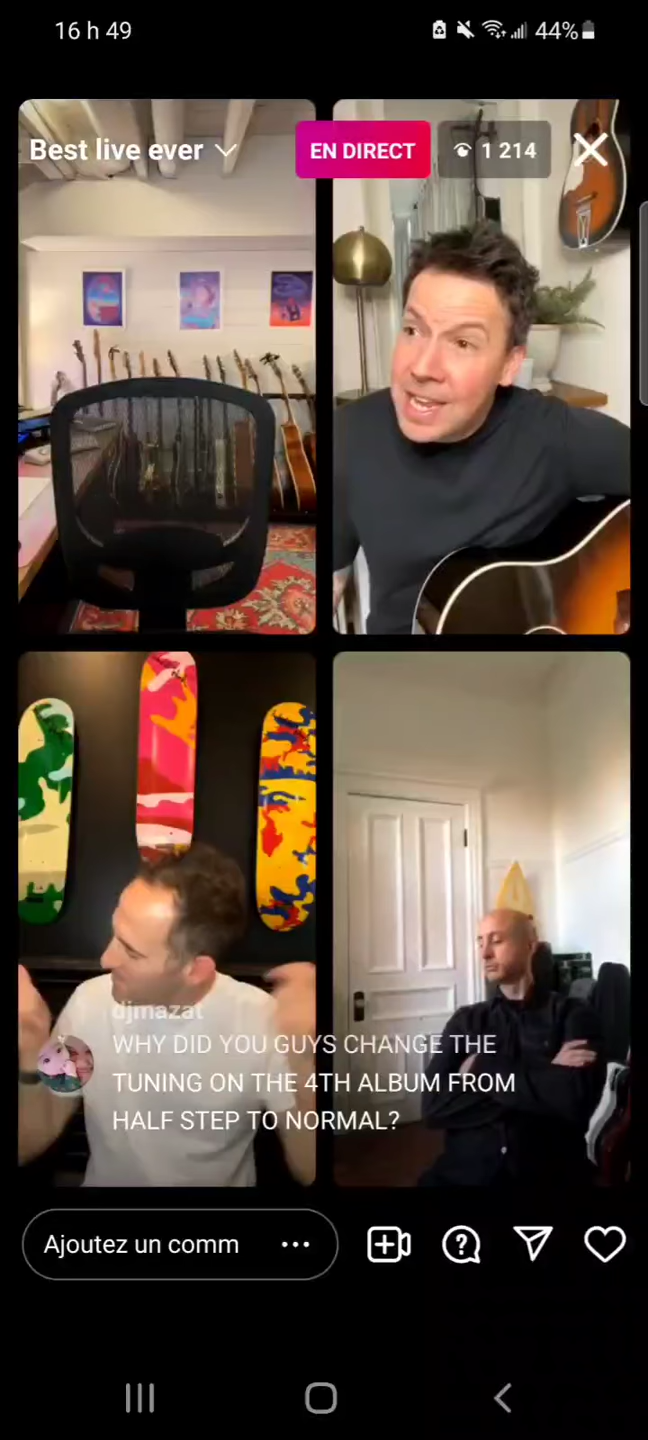 16 h 49
44%
Best live ever
EN DIRECT
1 214
djmazat
WHY DID YOU GUYS CHANGE THE
TUNING ON THE 4TH ALBUM FROM
HALF STEP TO NORMAL?
Ajoutez un comm